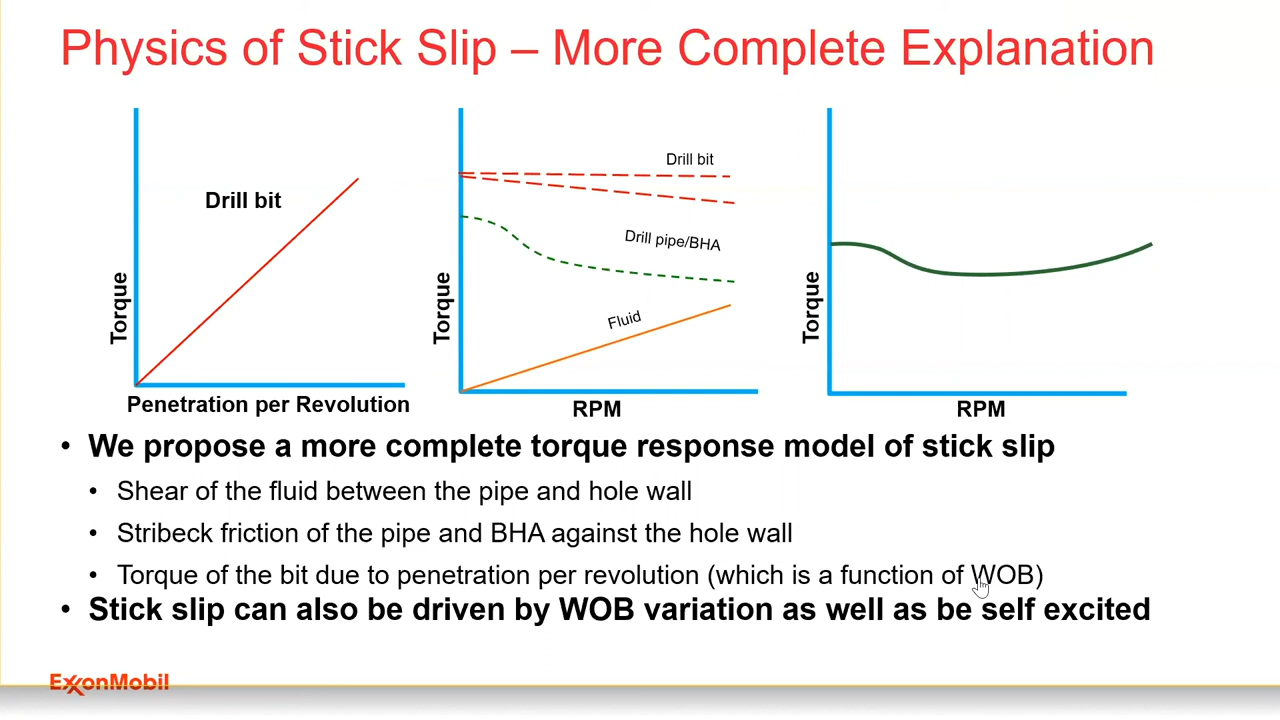 Physics of Stick Slip – More Complete Explanation
Torque
Drill bit
Penetration per Revolution
Torque
Drill bit
Drill pipe/BHA
Fluid
RPM
Torque
RPM
• We propose a more complete torque response model of stick slip
• Shear of the fluid between the pipe and hole wall
• Stribeck friction of the pipe and BHA against the hole wall
• Torque of the bit due to penetration per revolution (which is a function of WOB)
• Stick slip can also be driven by WOB variation as well as be self excited
ExxonMobil